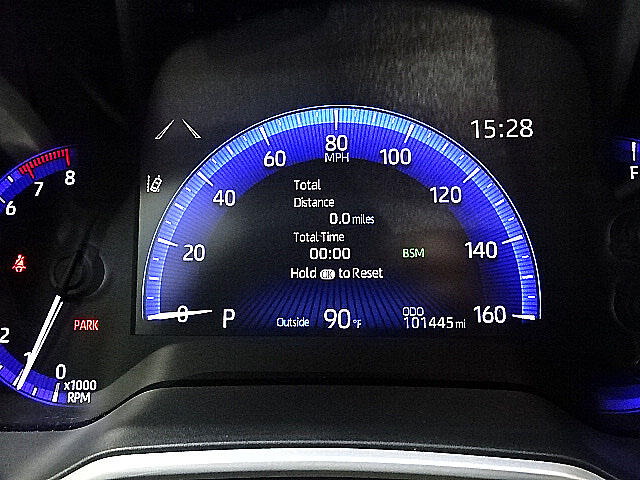 15:28
80
MPH
60
100
40
120
20
140
0
160
Total
Distance
0.0 miles
Total Time
00:00
BSM
Hold OK to Reset
P
Outside 90 °F
ODO
101445 mi
8
7
6
2
1
0
PARK
x1000
RPM
F